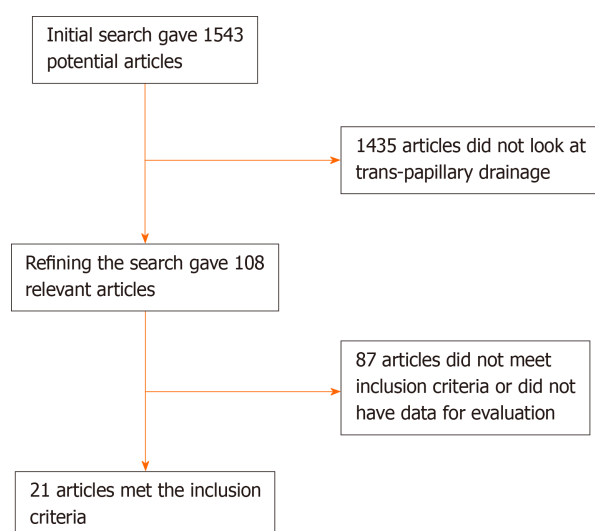 Initial search gave 1543
potential articles
1435 articles did not look at
trans-papillary drainage
Refining the search gave 108
relevant articles
87 articles did not meet
inclusion criteria or did not
have data for evaluation
21 articles met the inclusion
criteria